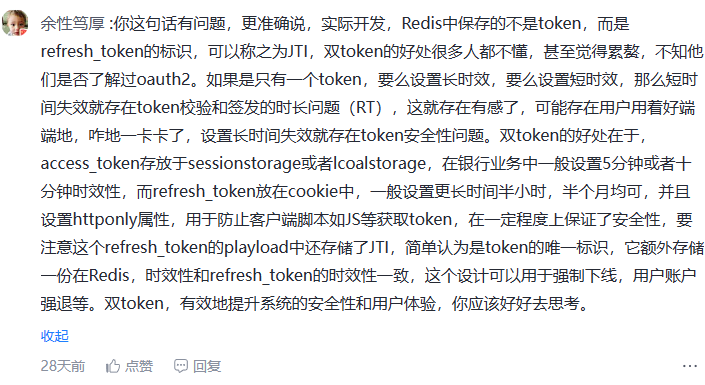 余性笃厚 :你这句话有问题，更准确说，实际开发，Redis中保存的不是token，而是
refresh_token的标识，可以称之为JTI，双token的好处很多人都不懂，甚至觉得累赘，不知他
们是否了解过oauth2。如果是只有一个token，要么设置长时效，要么设置短时效，那么短时
间失效就存在token校验和签发的时长问题（RT），这就存在有感了，可能存在用户用着好端
端地，咋地一卡卡了，设置长时间失效就存在token安全性问题。双token的好处在于，
access_token存放于sessionstorage或者lcoalstorage，在银行业务中一般设置5分钟或者十
分钟时效性，而refresh_token放在cookie中，一般设置更长时间半小时，半个月均可，并且
设置httponly属性，用于防止客户端脚本如JS等获取token，在一定程度上保证了安全性，要
注意这个refresh_token的playload中还存储了JTI，简单认为是token的唯一标识，它额外存储
一份在Redis，时效性和refresh_token的时效性一致，这个设计可以用于强制下线，用户账户
强退等。双token，有效地提升系统的安全性和用户体验，你应该好好去思考。
收起
28天前 点赞 回复 ···